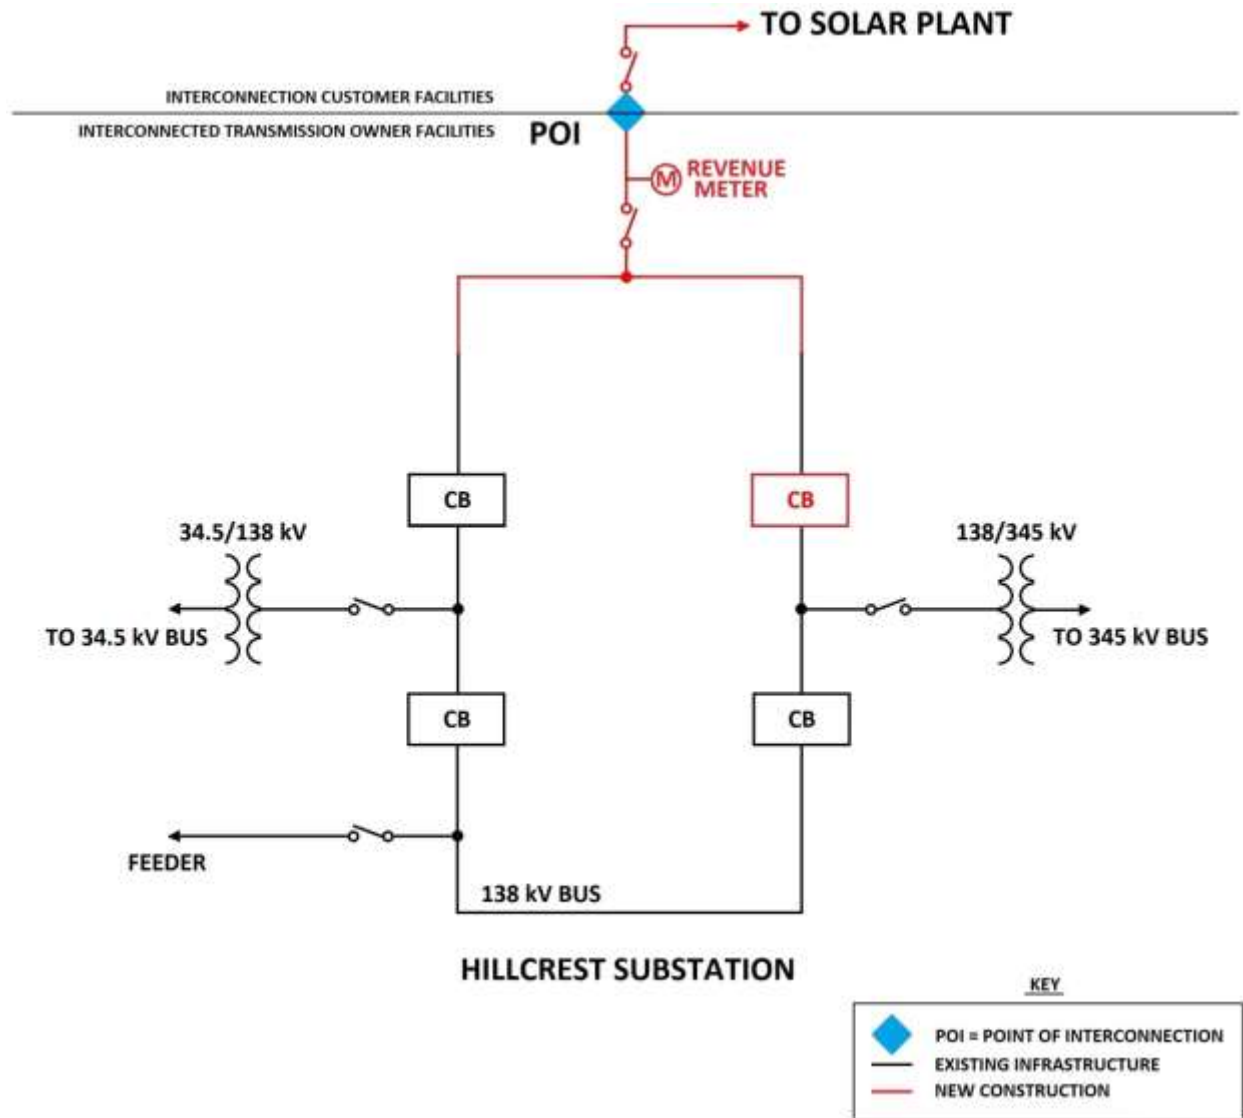 TO SOLAR PLANT
INTERCONNECTION CUSTOMER FACILITIES
INTERCONNECTED TRANSMISSION OWNER FACILITIES
POI
M
REVENUE
METER
CB
CB
34.5/138 kV
138/345 kV
TO 34.5 kV BUS
TO 345 kV BUS
CB
CB
FEEDER
138 kV BUS
HILLCREST SUBSTATION
KEY
POI = POINT OF INTERCONNECTION
EXISTING INFRASTRUCTURE
NEW CONSTRUCTION